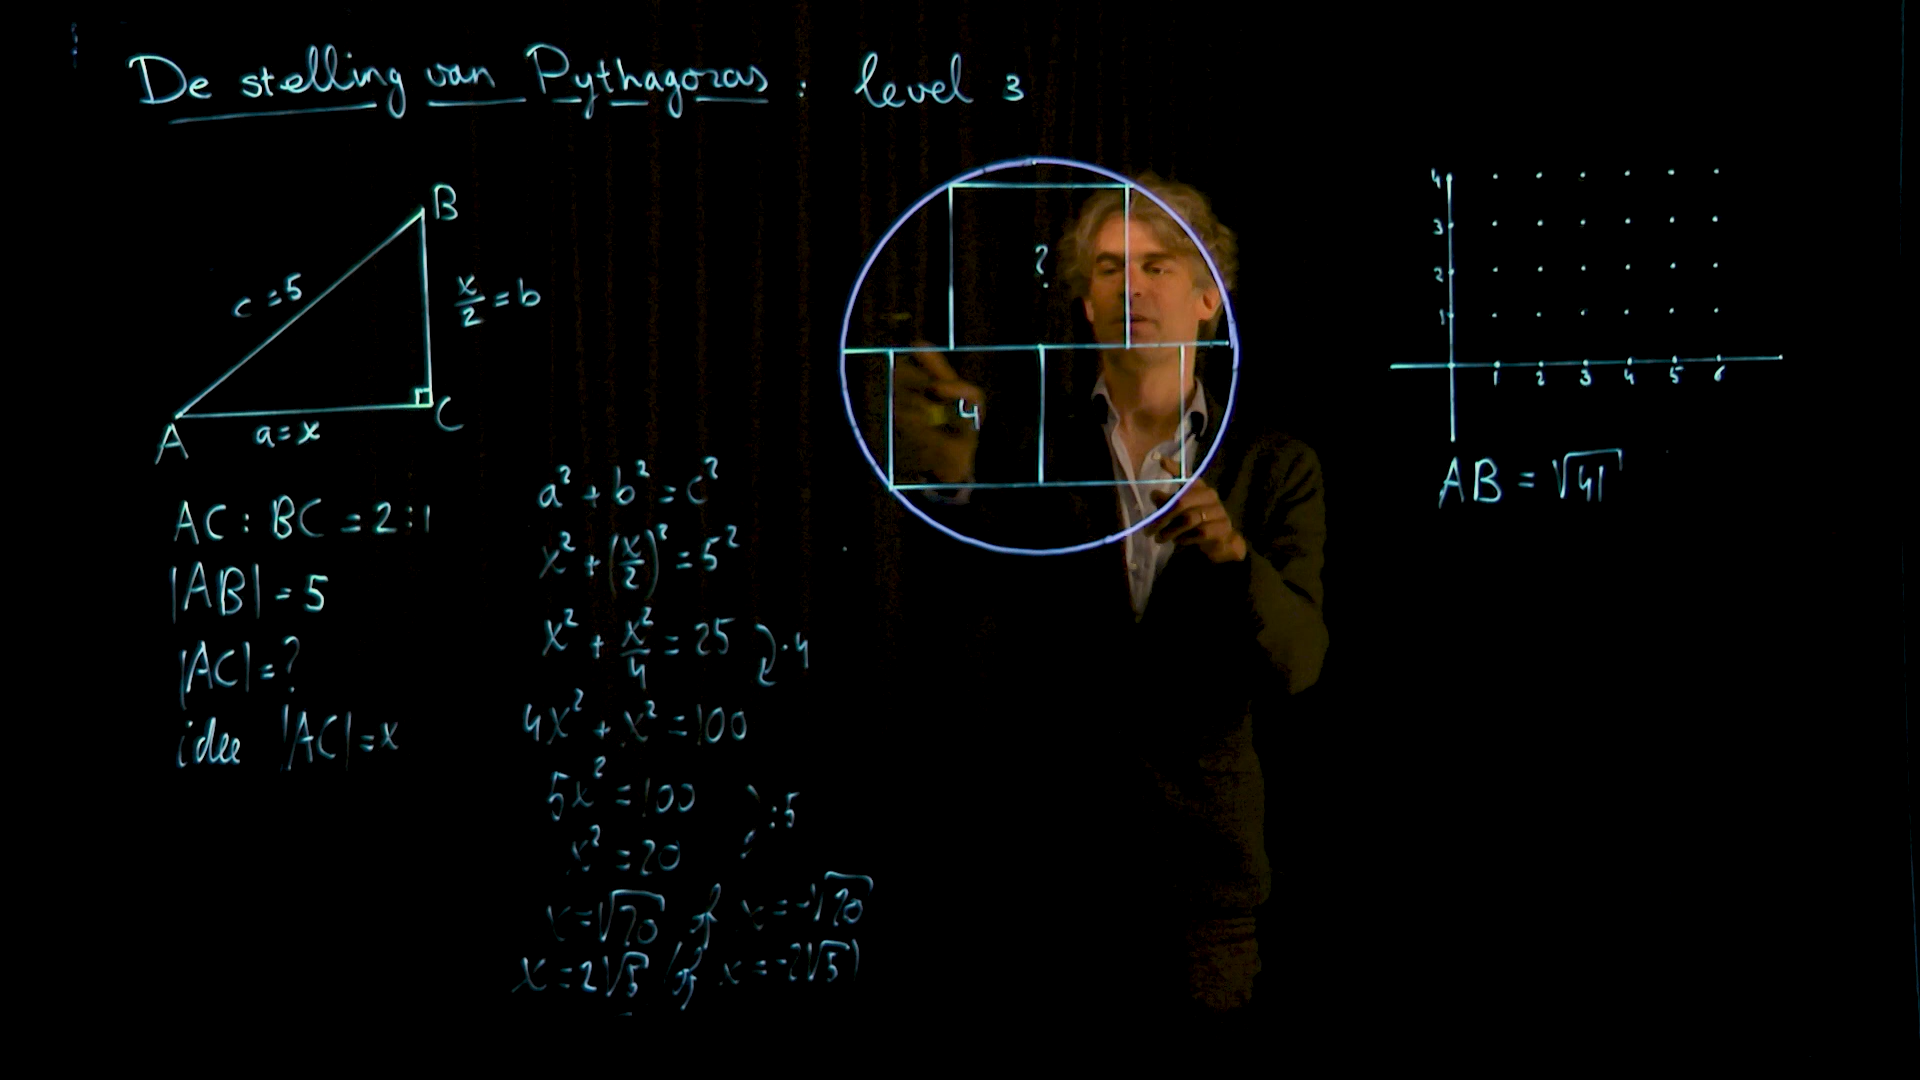 De stelling van Pythagoras : level 3
B
c = 5
x/2 = b
A
a = x
C
AC : BC = 2 : 1
|AB| = 5
|AC| = ?
idee |AC| = x
a² + b² = c²
x² + (x/2)² = 5²
x² + x²/4 = 25 ) · 4
4x² + x² = 100
5x² = 100
) : 5
x² = 20
x = √20 of x = -√20
x = 2√5 (of x = -2√5)
?
4
4
3
2
1
1 2 3 4 5 6
AB = √41